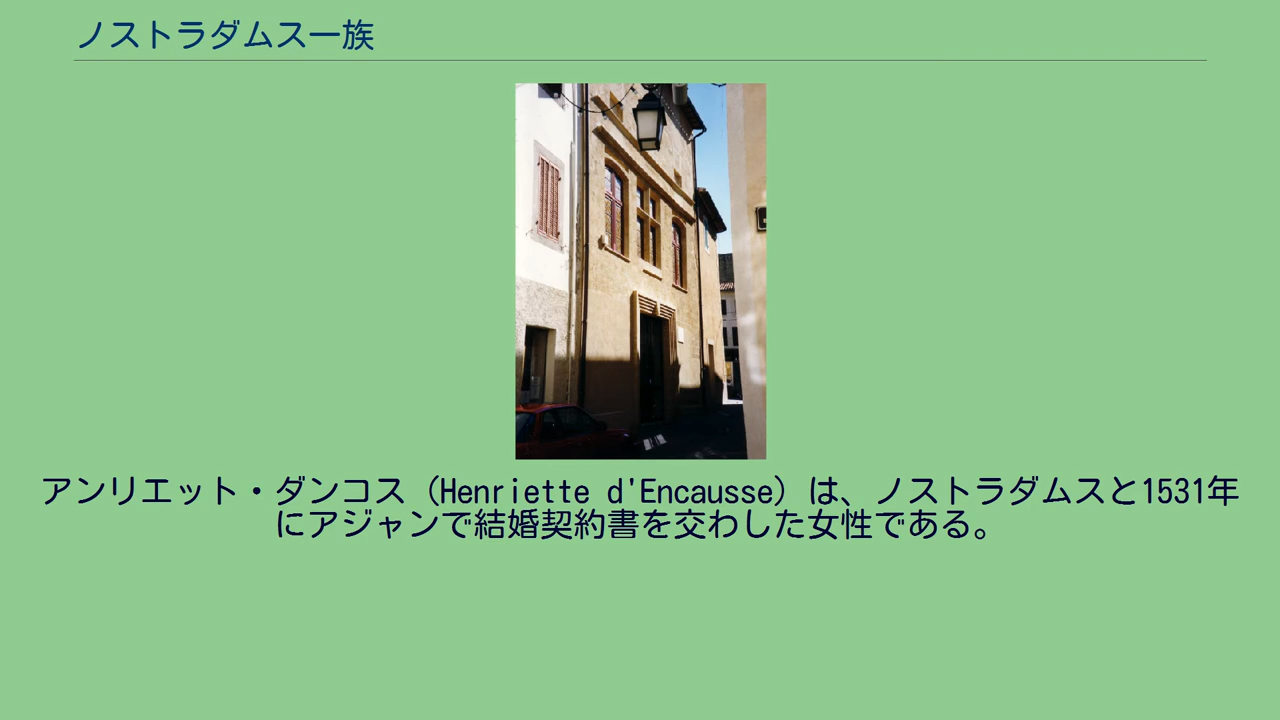 ノストラダムス一族
アンリエット・ダンコス（Henriette d'Encausse）は、ノストラダムスと1531年
にアジャンで結婚契約書を交わした女性である。